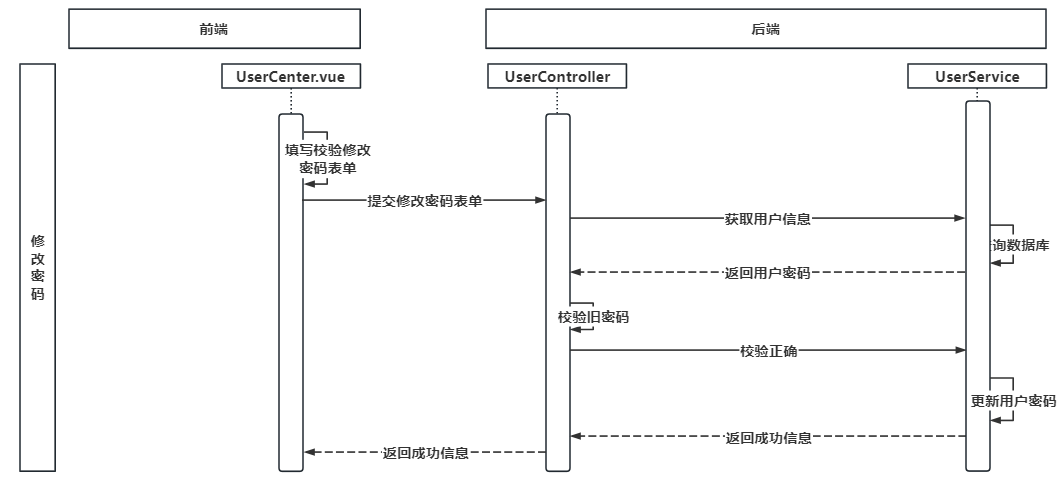 前端
后端
UserCenter.vue
UserController
UserService
修
改
密
码
填写校验修改
密码表单
提交修改密码表单
获取用户信息
询数据库
返回用户密码
校验旧密码
校验正确
更新用户密码
返回成功信息
返回成功信息